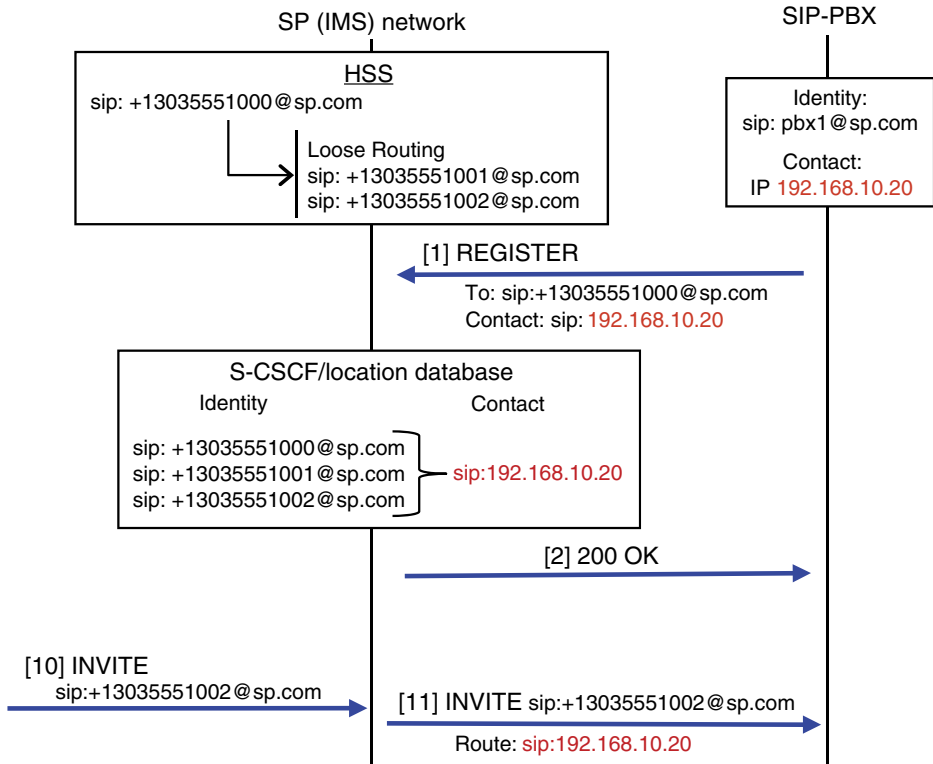 SP (IMS) network
SIP-PBX
HSS
sip: +13035551000@sp.com
Loose Routing
sip: +13035551001@sp.com
sip: +13035551002@sp.com
Identity:
sip: pbx1@sp.com
Contact:
IP 192.168.10.20
[1] REGISTER
To: sip:+13035551000@sp.com
Contact: sip: 192.168.10.20
S-CSCF/location database
Identity
Contact
sip: +13035551000@sp.com
sip: +13035551001@sp.com
sip: +13035551002@sp.com
sip:192.168.10.20
[2] 200 OK
[10] INVITE
sip:+13035551002@sp.com
[11] INVITE sip:+13035551002@sp.com
Route: sip:192.168.10.20